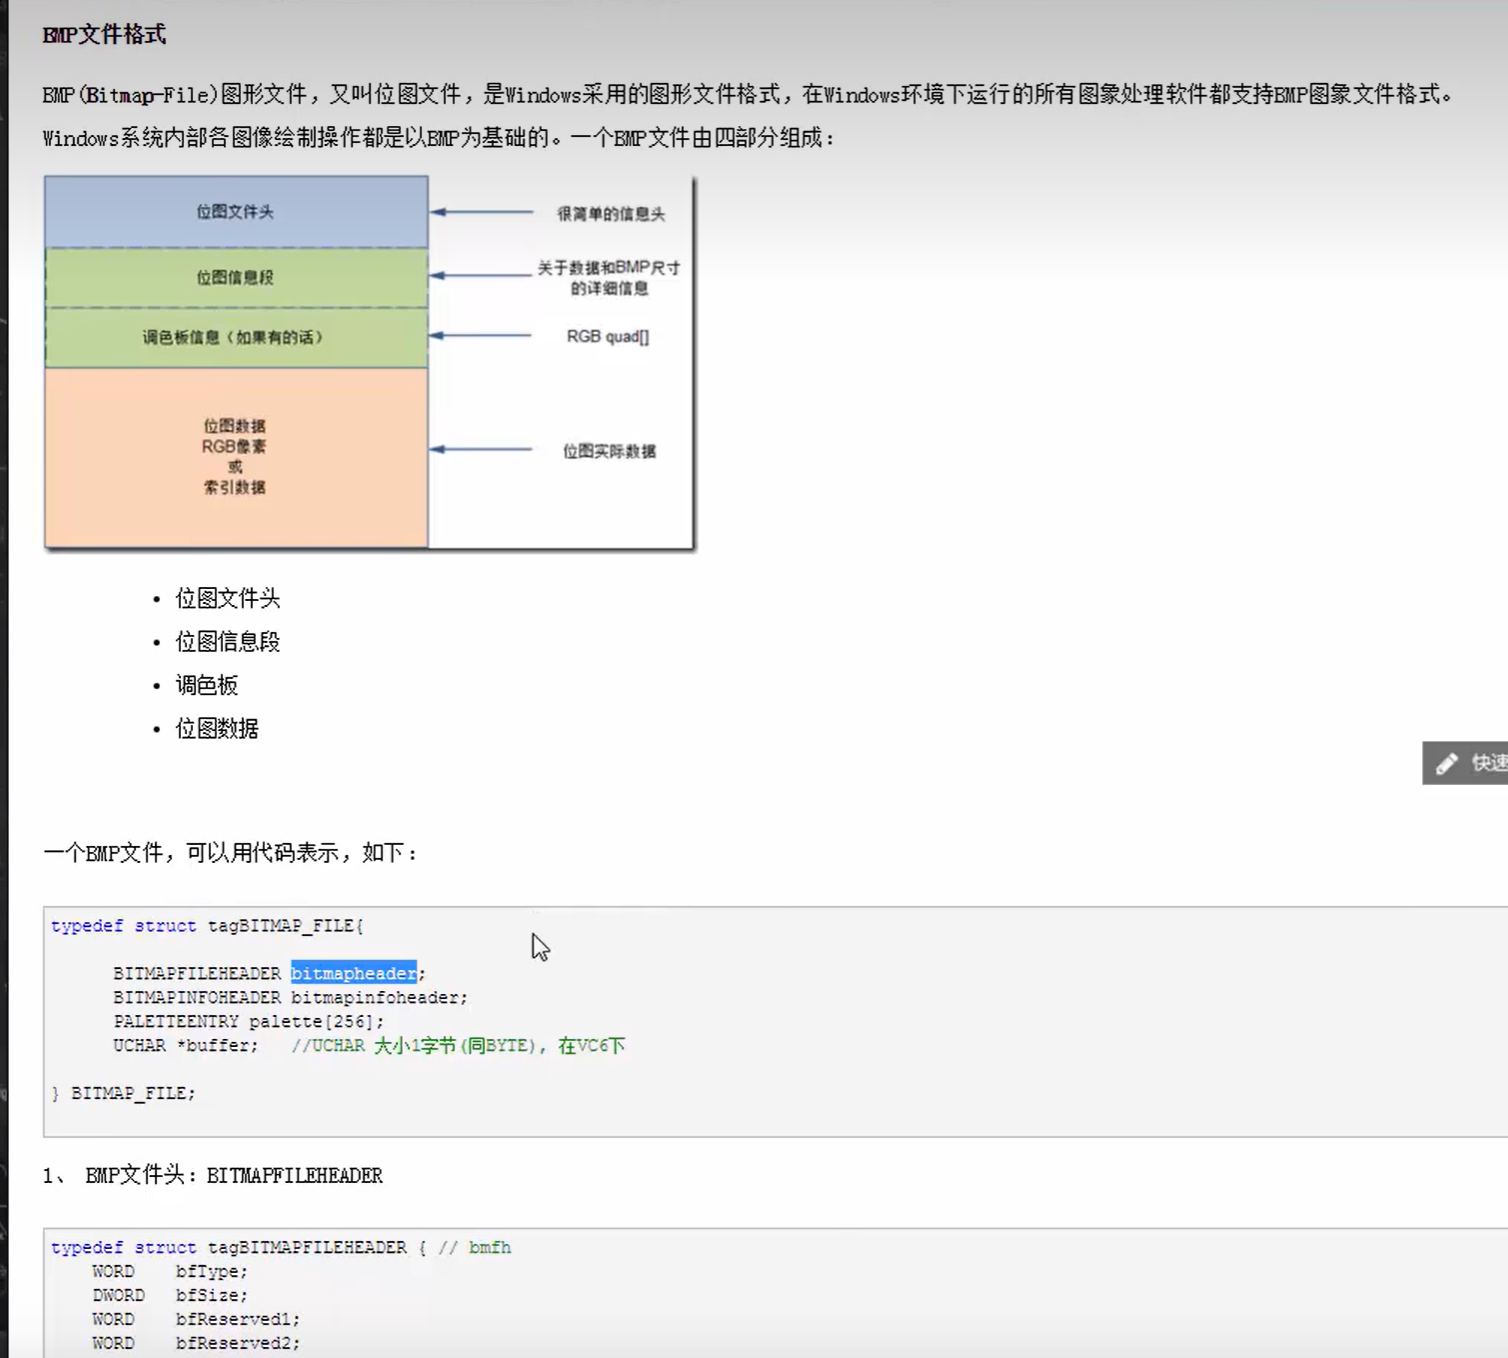 BMP文件格式
BMP(Bitmap-File)图形文件，又叫位图文件，是Windows采用的图形文件格式，在Windows环境下运行的所有图象处理软件都支持BMP图象文件格式。
Windows系统内部各图像绘制操作都是以BMP为基础的。一个BMP文件由四部分组成：
位图文件头
很简单的信息头
位图信息段
关于数据和BMP尺寸
的详细信息
调色板信息（如果有的话）
RGB quad[]
位图数据
RGB像素
或
索引数据
位图实际数据
• 位图文件头
• 位图信息段
• 调色板
• 位图数据
快速
一个BMP文件，可以用代码表示，如下：
typedef struct tagBITMAP_FILE{
BITMAPFILEHEADER bitmapheader;
BITMAPINFOHEADER bitmapinfoheader;
PALETTEENTRY palette[256];
UCHAR *buffer; //UCHAR 大小1字节(同BYTE), 在VC6下
} BITMAP_FILE;
1、 BMP文件头：BITMAPFILEHEADER
typedef struct tagBITMAPFILEHEADER { // bmfh
WORD bfType;
DWORD bfSize;
WORD bfReserved1;
WORD bfReserved2;